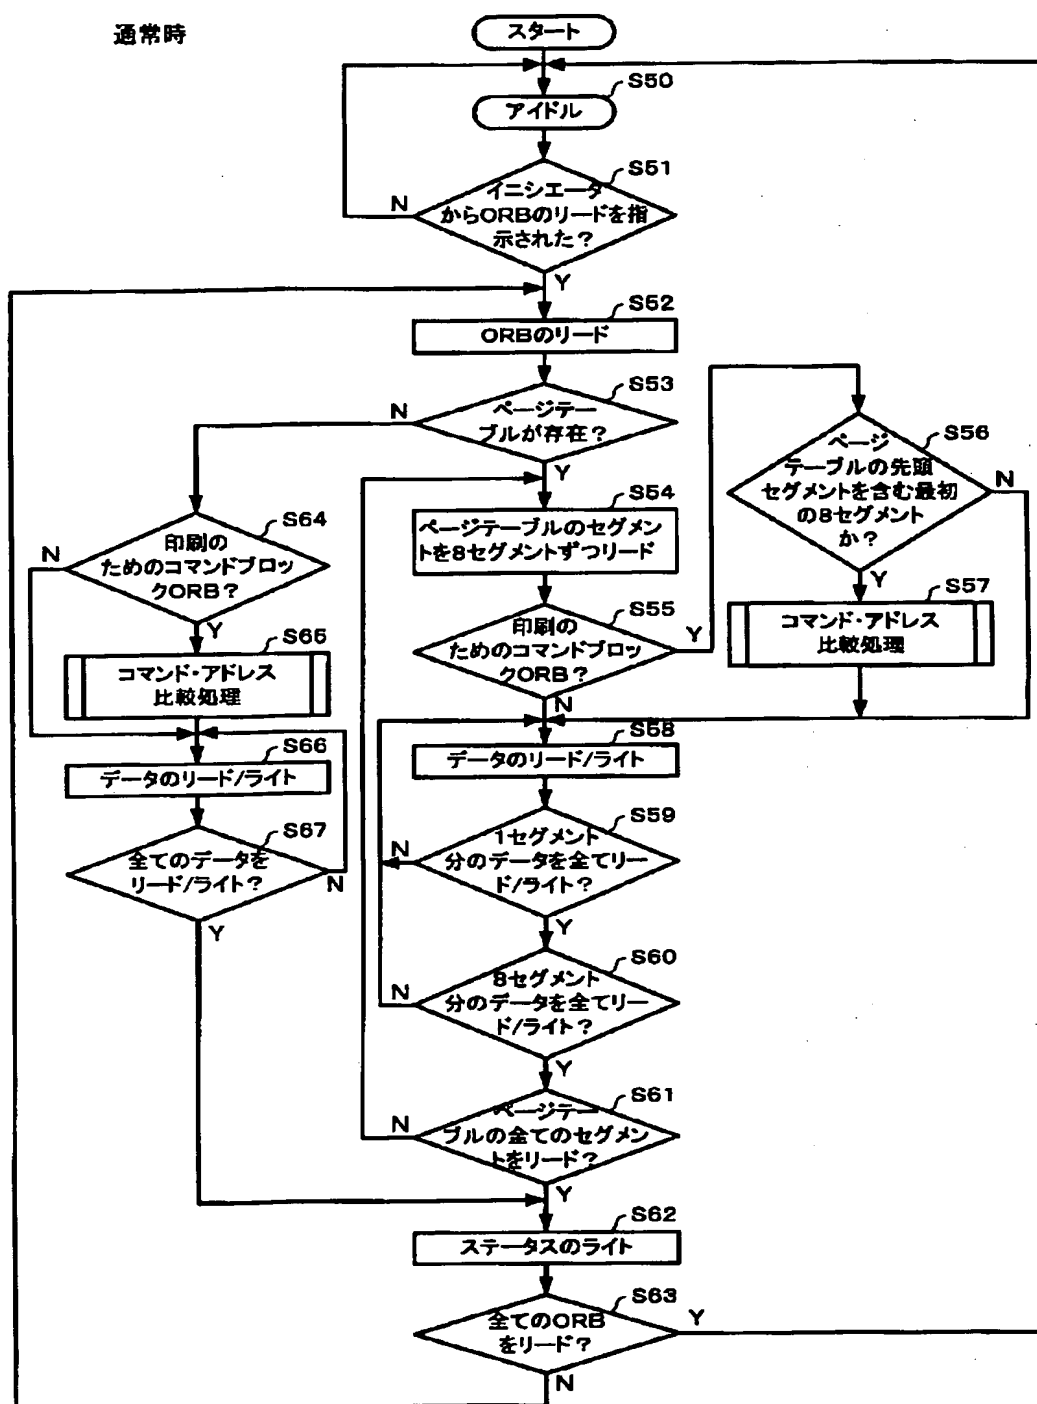 通常時
スタート
S50
アイドル
S51
イニシエータ
からORBのリードを指
示された？
N
Y
S52
ORBのリード
S53
ページテー
ブルが存在？
N
Y
S54
ページテーブルのセグメン
トを8セグメントずつリード
S55
印刷の
ためのコマンドブロッ
クORB？
Y
N
S56
ページ
テーブルの先頭
セグメントを含む最初
の8セグメント
か？
N
Y
S57
コマンド・アドレス
比較処理
S64
印刷の
ためのコマンドブロッ
クORB？
N
Y
S65
コマンド・アドレス
比較処理
S66
データのリード/ライト
S67
全てのデータを
リード/ライト？
N
Y
S58
データのリード/ライト
S59
1セグメント
分のデータを全てリー
ド/ライト？
N
Y
S60
8セグメント
分のデータを全てリー
ド/ライト？
N
Y
S61
ページテー
ブルの全てのセグメン
トをリード？
N
Y
S62
ステータスのライト
S63
全てのORB
をリード？
Y
N